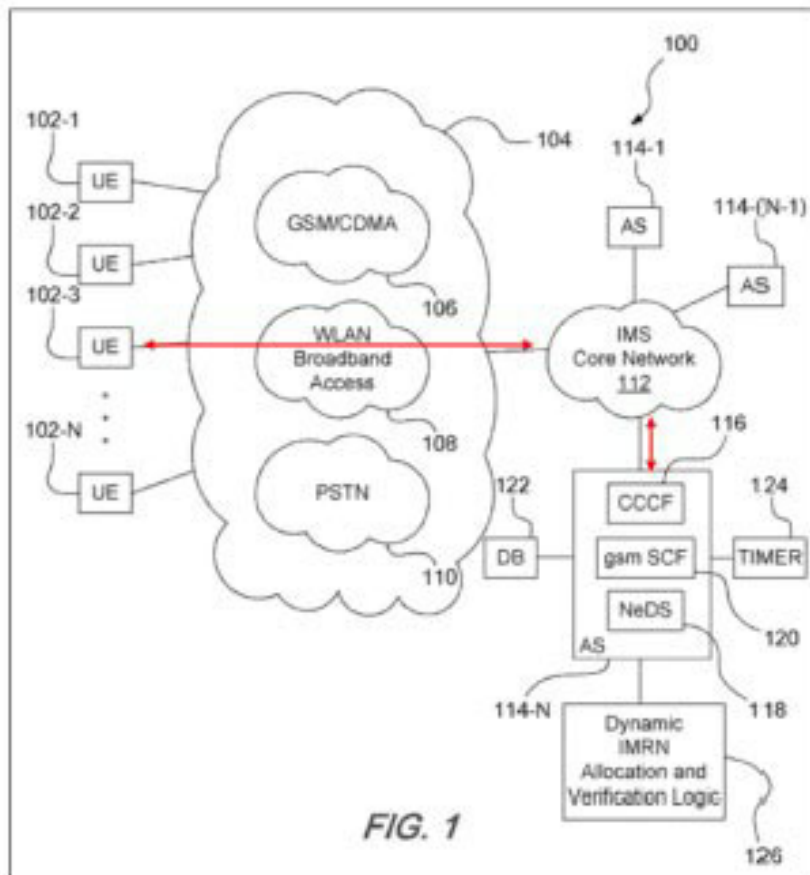 100
102-1
104
114-1
UE
102-2
GSM/CDMA
AS
114-(N-1)
UE
102-3
106
AS
UE
WLAN
Broadband
Access
IMS
Core Network
112
102-N
108
116
UE
PSTN
122
CCCF
124
DB
gsm SCF
TIMER
110
NeDS
120
AS
114-N
118
Dynamic
IMRN
Allocation and
Verification Logic
FIG. 1
126